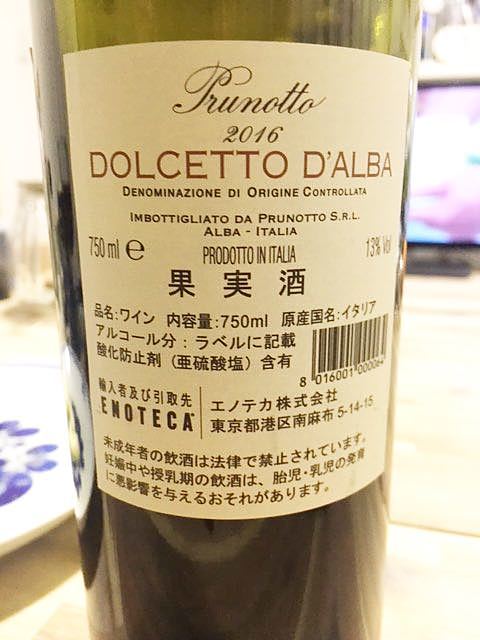 Prunotto
2016
DOLCETTO D'ALBA
DENOMINAZIONE DI ORIGINE CONTROLLATA
IMBOTTIGLIATO DA PRUNOTTO S.R.L.
ALBA - ITALIA
750 ml e PRODOTTO IN ITALIA 13% Vol
果実酒
品名:ワイン 内容量:750ml 原産国名:イタリア
アルコール分:ラベルに記載
酸化防止剤(亜硫酸塩)含有
8 016001 000064
輸入者及び引取先
ENOTECA
エノテカ株式会社
東京都港区南麻布 5-14-15
未成年者の飲酒は法律で禁止されています。
妊娠中や授乳期の飲酒は、胎児・乳児の発育
に悪影響を与えるおそれがあります。